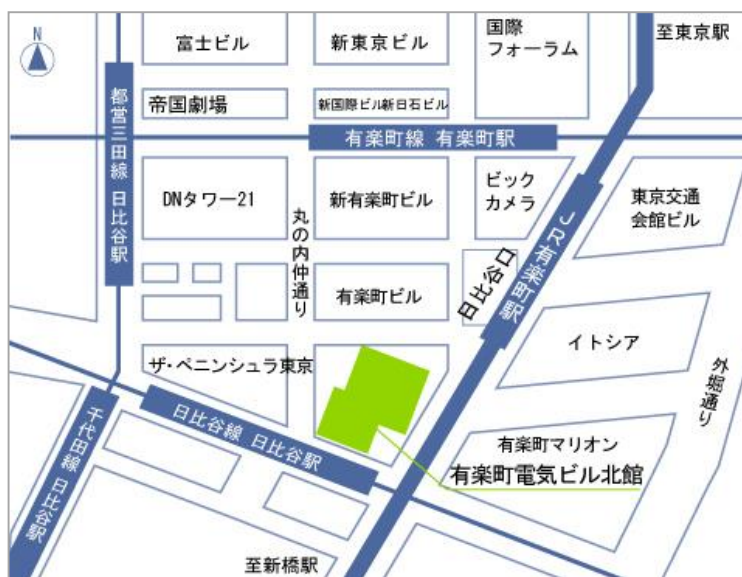 N
富士ビル
新東京ビル
国際
フォーラム
至東京駅
都営三田線 日比谷駅
帝国劇場
新国際ビル新日石ビル
有楽町線 有楽町駅
DNタワー21
丸の内仲通り
新有楽町ビル
ビック
カメラ
東京交通
会館ビル
JR有楽町駅
日比谷口
有楽町ビル
イトシア
ザ・ペニンシュラ東京
外堀通り
千代田線 日比谷駅
日比谷線 日比谷駅
有楽町マリオン
有楽町電気ビル北館
至新橋駅